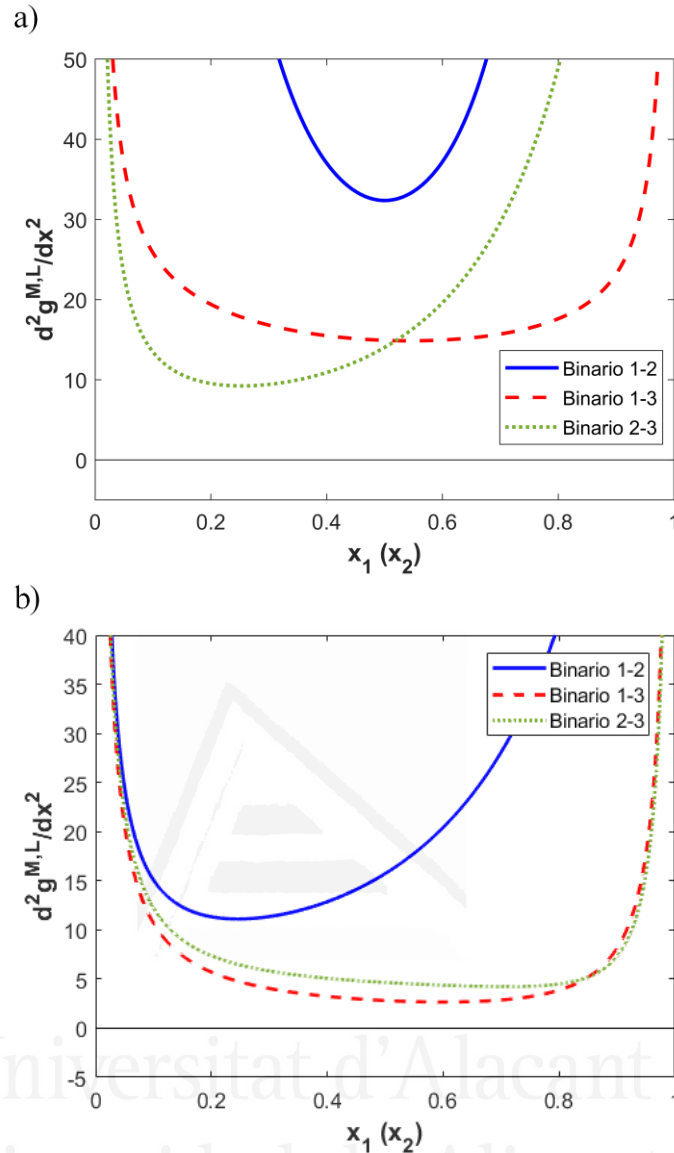 a)
50
40
30
20
10
0
d²g^M,L/dx²
0
0.2
0.4
0.6
0.8
1
x₁ (x₂)
Binario 1-2
Binario 1-3
Binario 2-3
b)
40
35
30
25
20
15
10
5
0
-5
d²g^M,L/dx²
0
0.2
0.4
0.6
0.8
1
x₁ (x₂)
Binario 1-2
Binario 1-3
Binario 2-3
niversitat d'Alacant